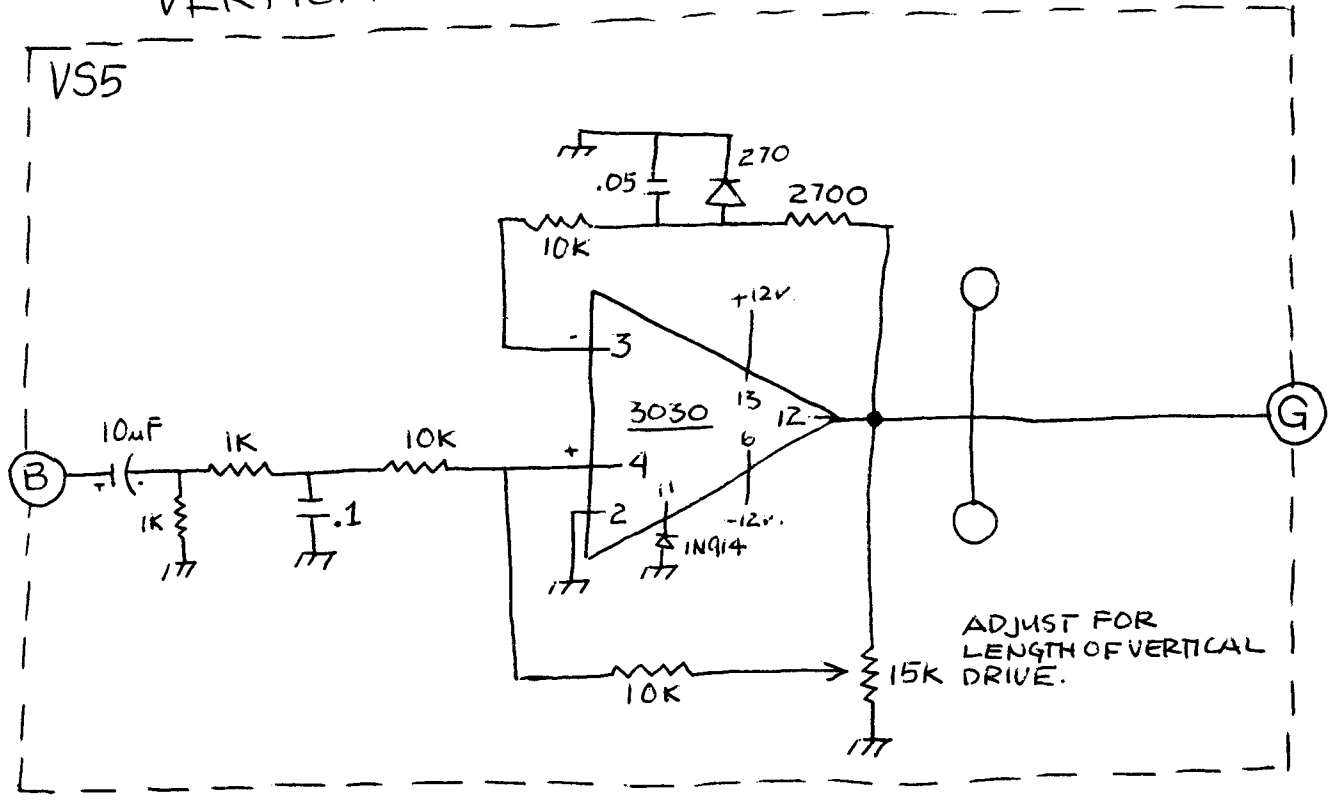 VS5
270
.05
2700
10K
+12v.
-
3
13
3030
12
G
10µF
1K
10K
+
4
6
B
+
-
1K
.1
2
11
-12v.
1N914
ADJUST FOR
LENGTH OF VERTICAL
DRIVE.
15K
10K